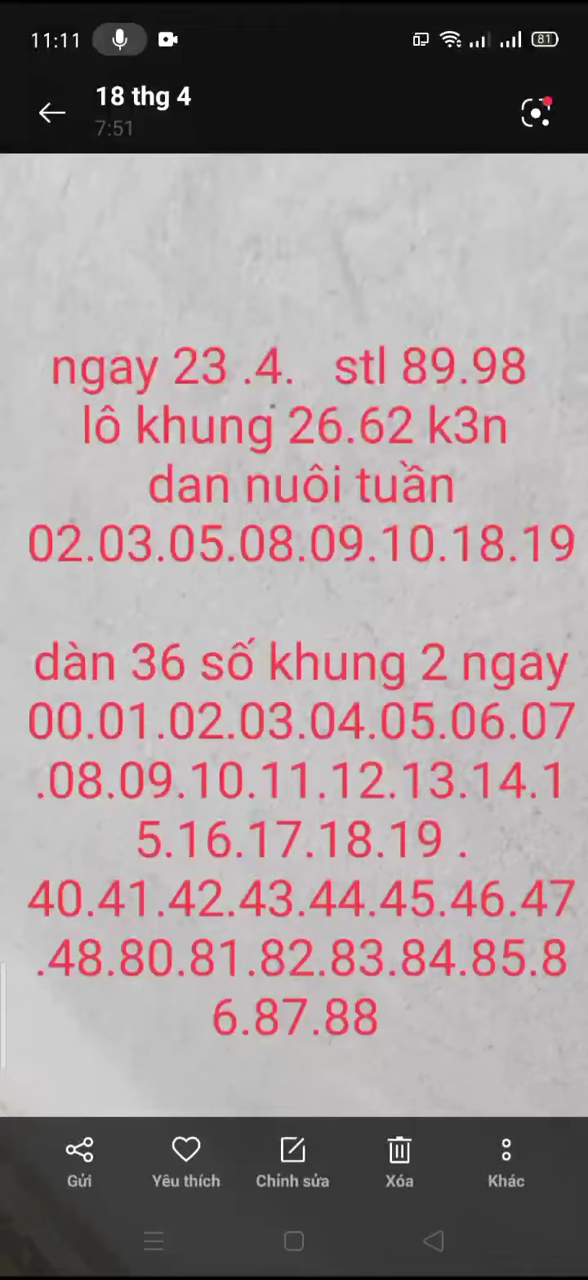 11:11
81
18 thg 4
7:51
ngay 23 .4. stl 89.98
lô khung 26.62 k3n
dan nuôi tuần
02.03.05.08.09.10.18.19
dàn 36 số khung 2 ngay
00.01.02.03.04.05.06.07
.08.09.10.11.12.13.14.1
5.16.17.18.19 .
40.41.42.43.44.45.46.47
.48.80.81.82.83.84.85.8
6.87.88
Gửi
Yêu thích
Chỉnh sửa
Xóa
Khác